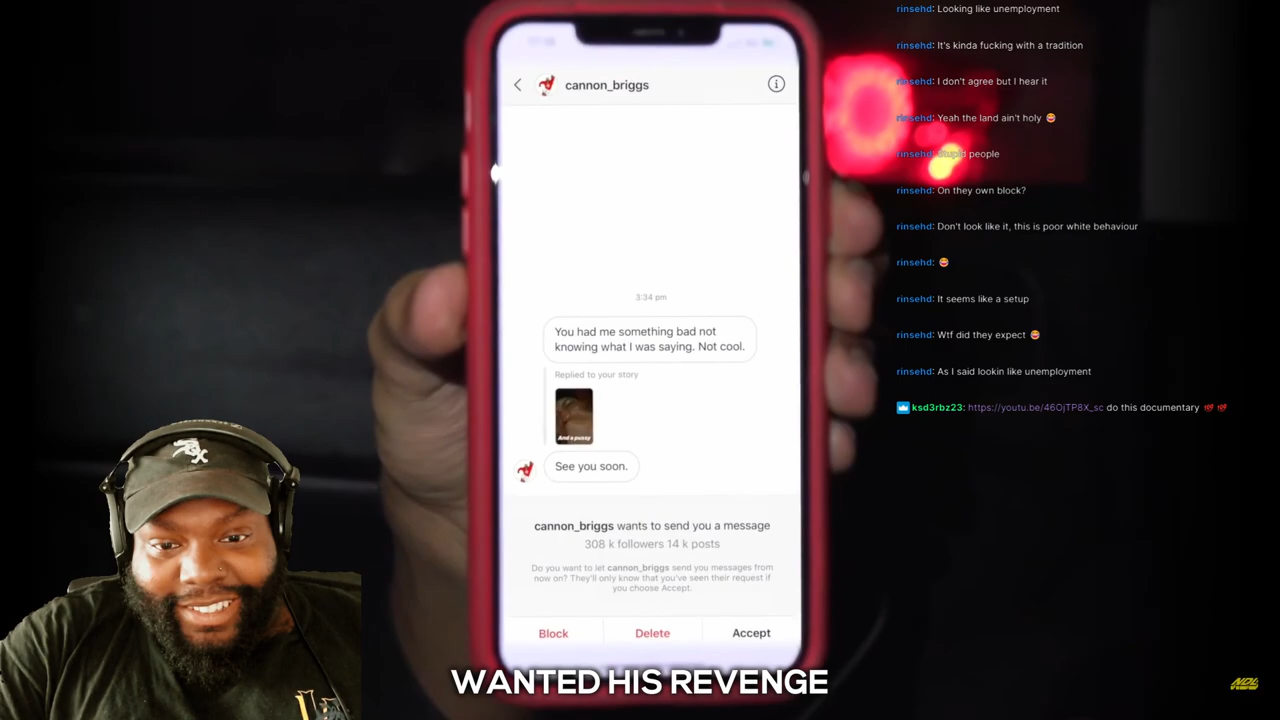 cannon_briggs
3:34 pm
You had me something bad not
knowing what I was saying. Not cool.
Replied to your story
And a pussy
See you soon.
cannon_briggs wants to send you a message
308 k followers 14 k posts
Do you want to let cannon_briggs send you messages from
now on? They'll only know that you've seen their request if
you choose Accept.
Block
Delete
Accept
WANTED HIS REVENGE
rinsehd: Looking like unemployment
rinsehd: It's kinda fucking with a tradition
rinsehd: I don't agree but I hear it
rinsehd: Yeah the land ain't holy 😂
rinsehd: Stupid people
rinsehd: On they own block?
rinsehd: Don't look like it, this is poor white behaviour
rinsehd: 😂
rinsehd: It seems like a setup
rinsehd: Wtf did they expect 😂
rinsehd: As I said lookin like unemployment
ksd3rbz23: https://youtu.be/46OjTP8X_sc do this documentary 💯 💯
NDL